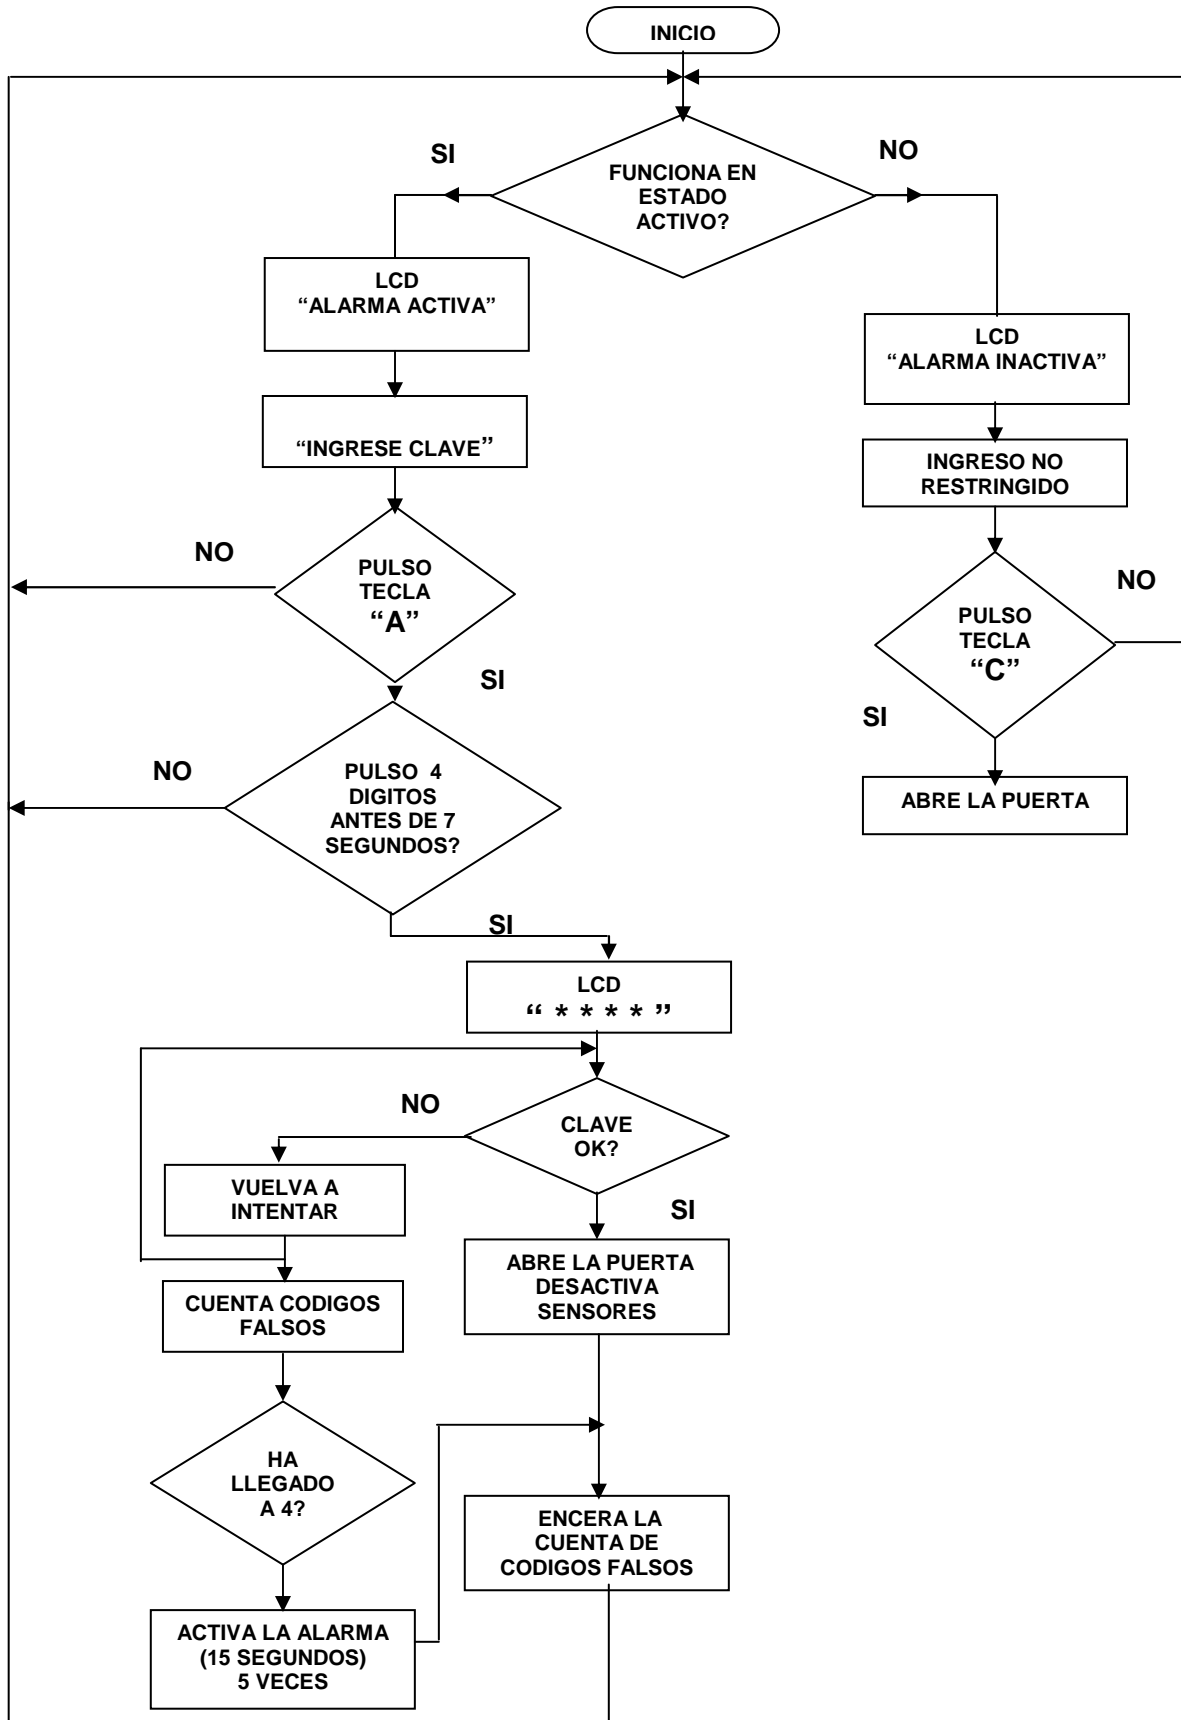 INICIO
SI
NO
FUNCIONA EN
ESTADO
ACTIVO?
LCD
“ALARMA ACTIVA”
LCD
“ALARMA INACTIVA”
“INGRESE CLAVE”
INGRESO NO
RESTRINGIDO
NO
PULSO
TECLA
“A”
SI
NO
PULSO
TECLA
“C”
SI
NO
PULSO 4
DIGITOS
ANTES DE 7
SEGUNDOS?
ABRE LA PUERTA
SI
LCD
“ * * * * ”
NO
CLAVE
OK?
VUELVA A
INTENTAR
SI
ABRE LA PUERTA
DESACTIVA
SENSORES
CUENTA CODIGOS
FALSOS
HA
LLEGADO
A 4?
ENCERA LA
CUENTA DE
CODIGOS FALSOS
ACTIVA LA ALARMA
(15 SEGUNDOS)
5 VECES